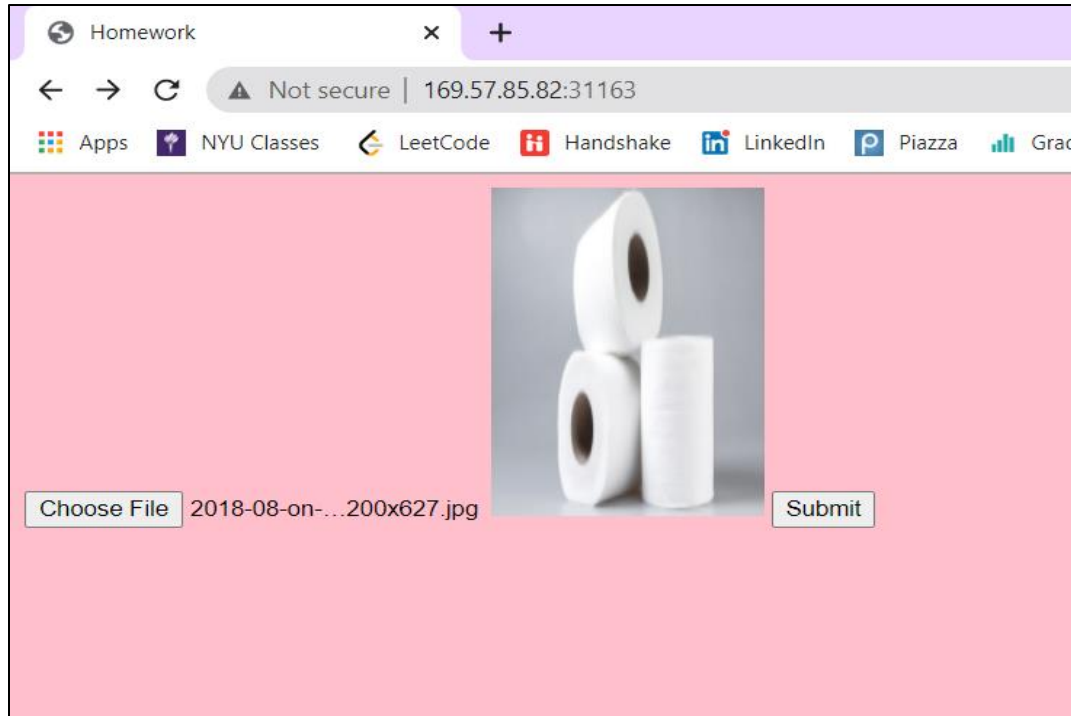 Homework
Not secure | 169.57.85.82:31163
Apps NYU Classes LeetCode Handshake LinkedIn Piazza Grad
Choose File 2018-08-on-...200x627.jpg Submit